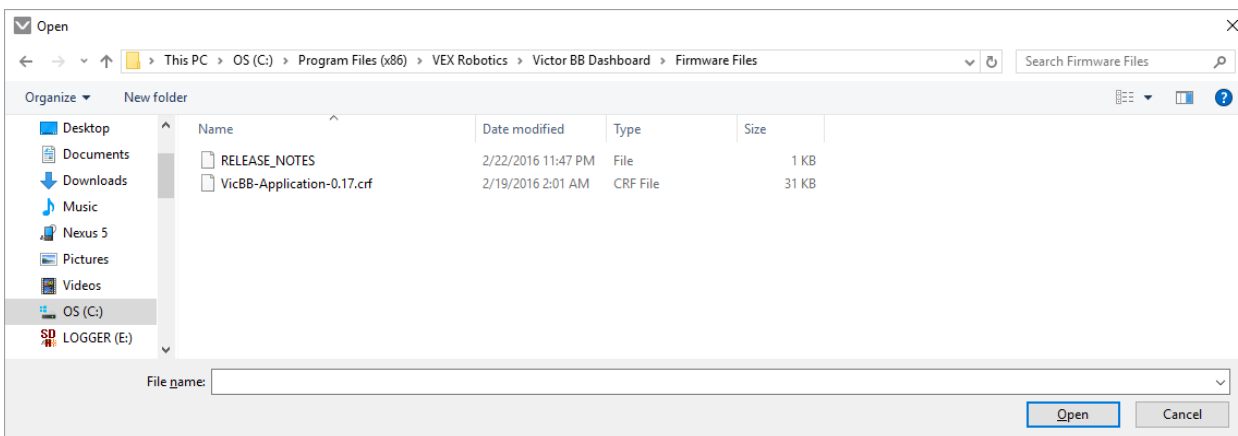 Open
This PC > OS (C:) > Program Files (x86) > VEX Robotics > Victor BB Dashboard > Firmware Files
Search Firmware Files
Organize
New folder
Name
Date modified
Type
Size
Desktop
Documents
Downloads
Music
Nexus 5
Pictures
Videos
OS (C:)
SD LOGGER (E:)
RELEASE_NOTES 2/22/2016 11:47 PM File 1 KB
VicBB-Application-0.17.crf 2/19/2016 2:01 AM CRF File 31 KB
File name:
Open
Cancel